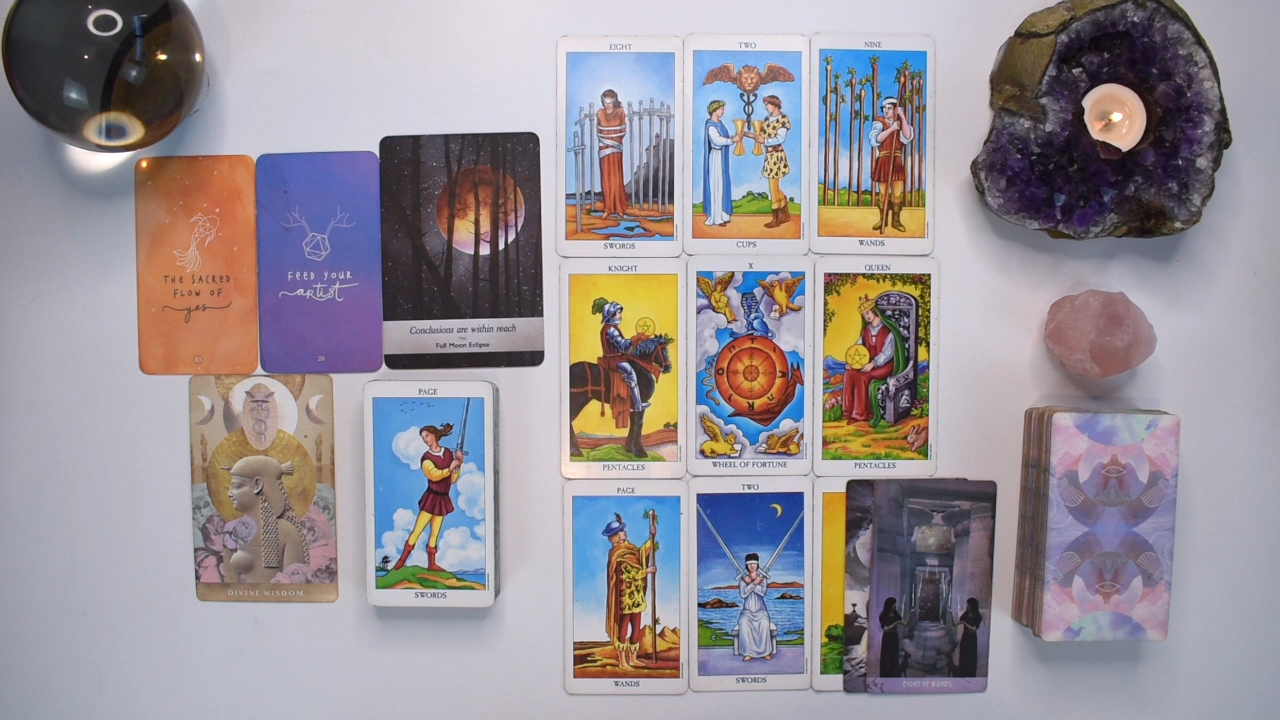 THE SACRED
FLOW OF
yes
FEED YOUR
artist
28
Conclusions are within reach
Full Moon Eclipse
DIVINE WISDOM
PAGE
SWORDS
EIGHT
SWORDS
TWO
CUPS
NINE
WANDS
KNIGHT
PENTACLES
X
WHEEL OF FORTUNE
QUEEN
PENTACLES
PAGE
WANDS
TWO
SWORDS
EIGHT OF WANDS